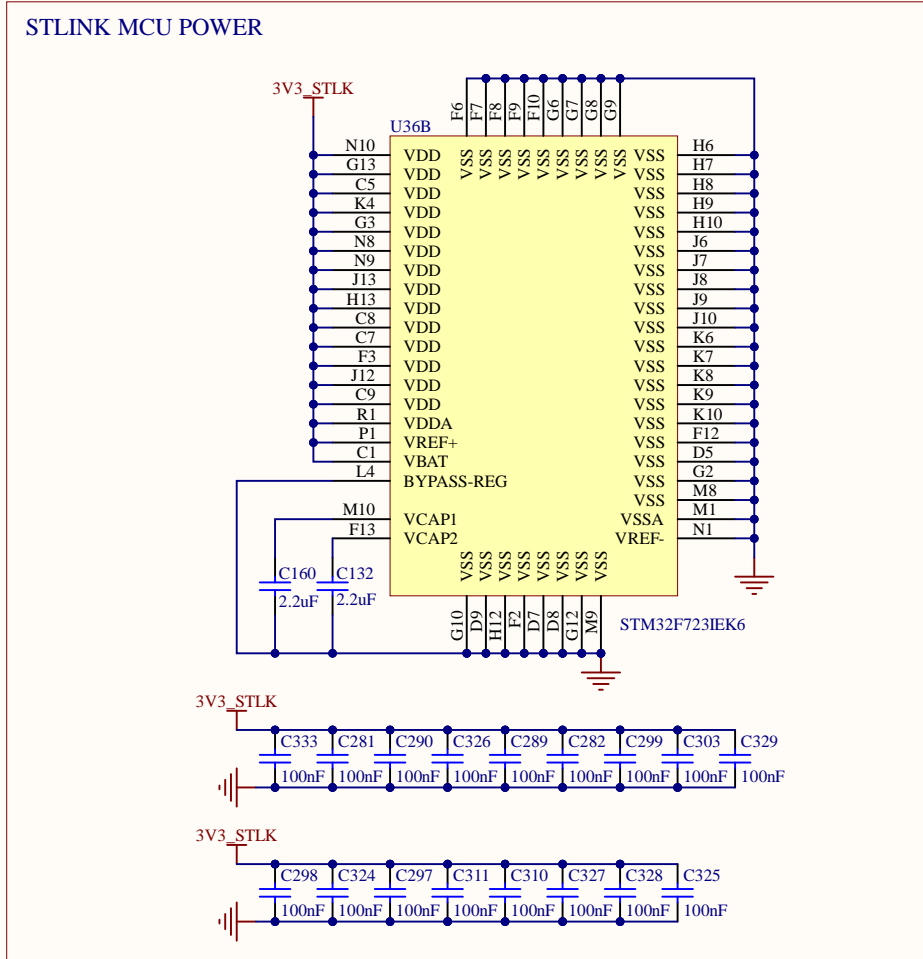 STLINK MCU POWER
3V3_STLK
F6 F7 F8 F9 F10 G6 G7 G8 G9
U36B
VSS VSS VSS VSS VSS VSS VSS VSS VSS
N10 VDD VSS H6
G13 VDD VSS H7
C5 VDD VSS H8
K4 VDD VSS H9
G3 VDD VSS H10
N8 VDD VSS J6
N9 VDD VSS J7
J13 VDD VSS J8
H13 VDD VSS J9
C8 VDD VSS J10
C7 VDD VSS K6
F3 VDD VSS K7
J12 VDD VSS K8
C9 VDD VSS K9
R1 VDDA VSS K10
P1 VREF+ VSS F12
C1 VBAT VSS D5
L4 BYPASS-REG VSS G2
VSS M8
M10 VCAP1 VSSA M1
F13 VCAP2 VREF- N1
VSS VSS VSS VSS VSS VSS VSS VSS
C160 C132
2.2uF 2.2uF
G10 D9 H12 F2 D7 D8 G12 M9
STM32F723IEK6
3V3_STLK
C333 C281 C290 C326 C289 C282 C299 C303 C329
100nF 100nF 100nF 100nF 100nF 100nF 100nF 100nF 100nF
3V3_STLK
C298 C324 C297 C311 C310 C327 C328 C325
100nF 100nF 100nF 100nF 100nF 100nF 100nF 100nF